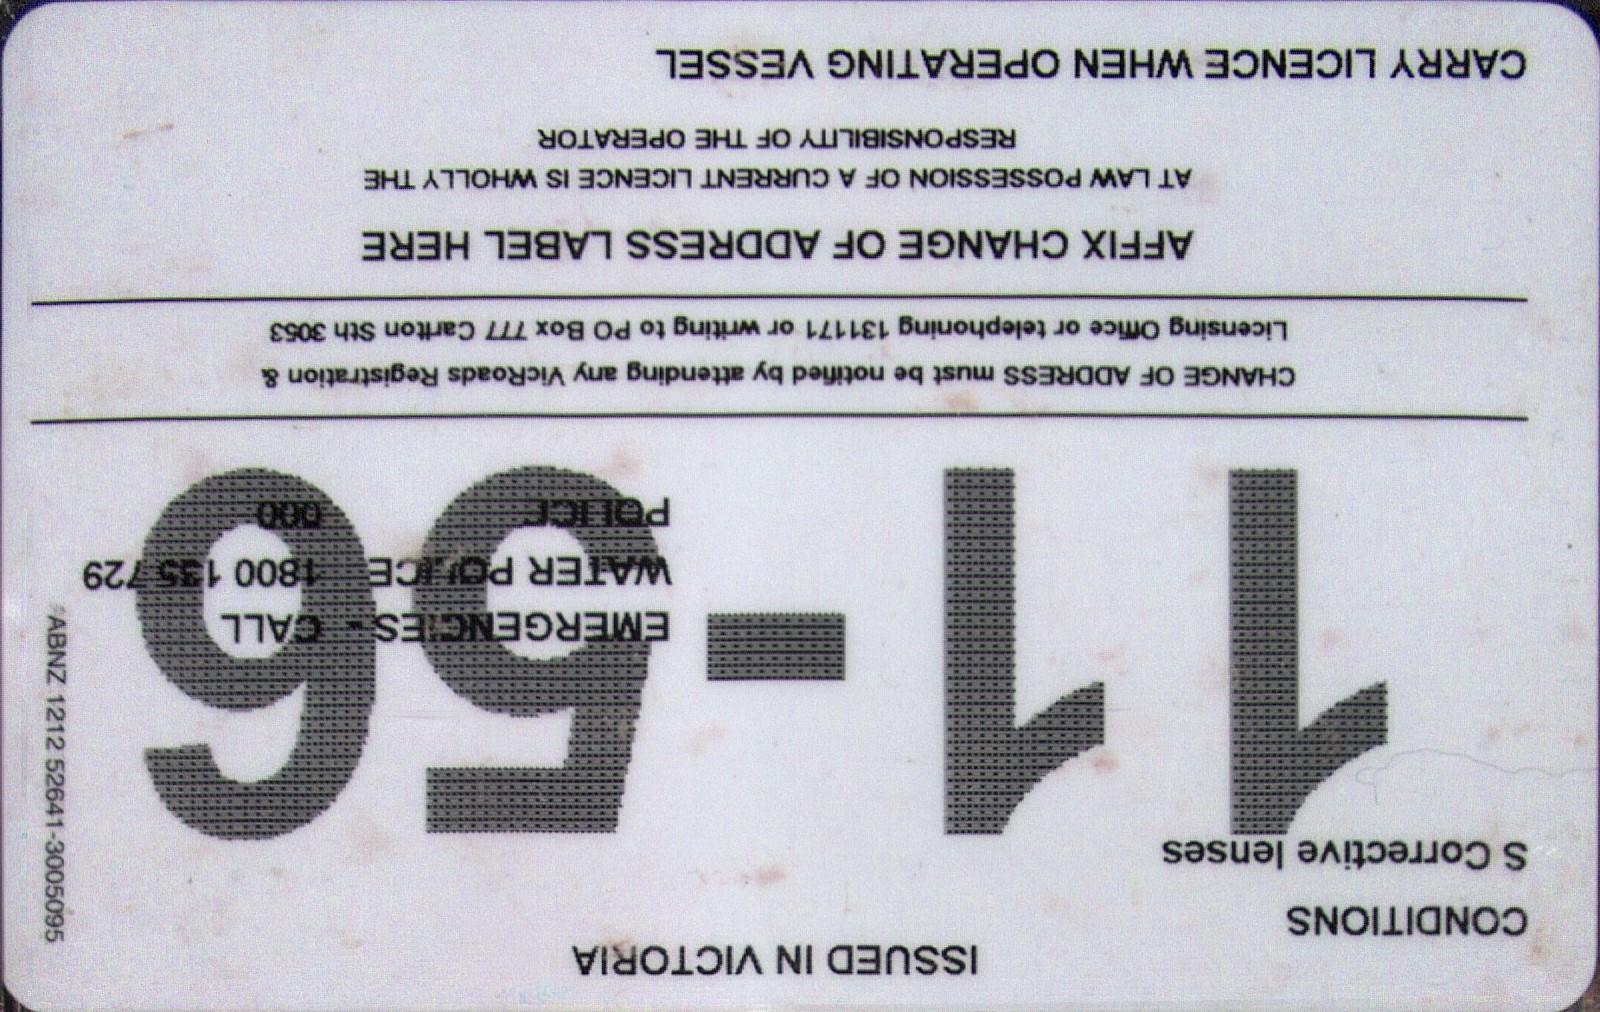 ISSUED IN VICTORIA
CONDITIONS
S Corrective lenses
11-56
EMERGENCIES - CALL
WATER POLICE 1800 135 729
POLICE 000
CHANGE OF ADDRESS must be notified by attending any VicRoads Registration &
Licensing Office or telephoning 131171 or writing to PO Box 777 Carlton Sth 3053
AFFIX CHANGE OF ADDRESS LABEL HERE
AT LAW POSSESSION OF A CURRENT LICENCE IS WHOLLY THE
RESPONSIBILITY OF THE OPERATOR
CARRY LICENCE WHEN OPERATING VESSEL
*ABNZ 1212 52641-3005095